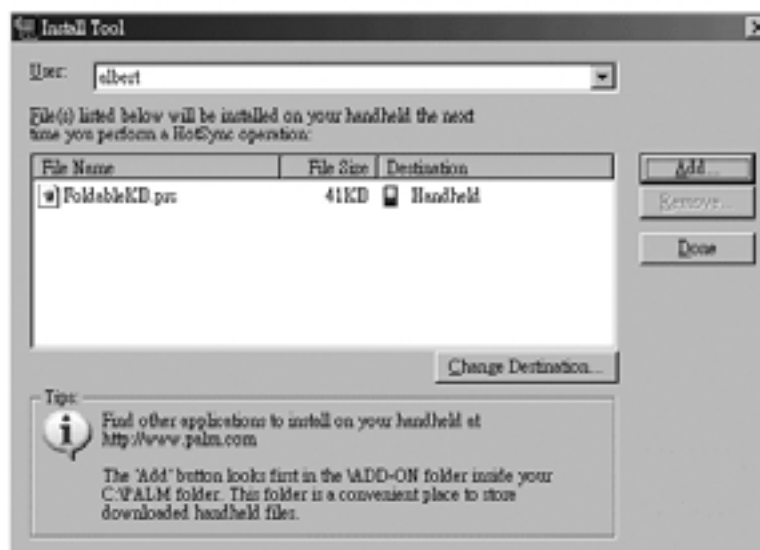 Install Tool
User: albert
File(s) listed below will be installed on your handheld the next
time you perform a HotSync operation:
File Name File Size Destination
FoldableKB.prc 41KB Handheld
Add...
Remove...
Done
Change Destination...
Tips:
Find other applications to install on your handheld at
http://www.palm.com
The "Add" button looks first in the \ADD-ON folder inside your
C:\PALM folder. This folder is a convenient place to store
downloaded handheld files.